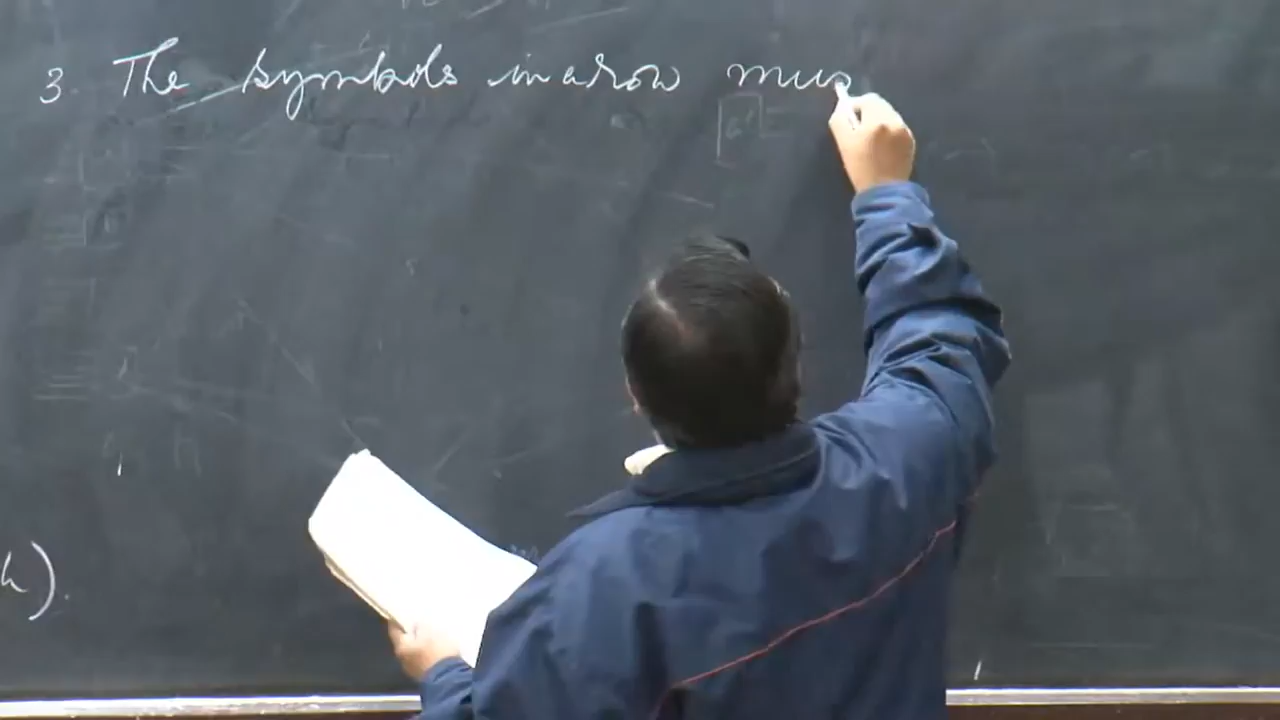 3. The symbols in a row mus
h).